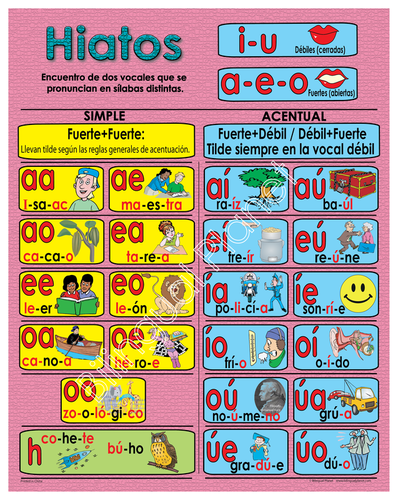 Hiatos
Encuentro de dos vocales que se
pronuncian en sílabas distintas.
i-u
Débiles (cerradas)
a-e-o
Fuertes (abiertas)
SIMPLE
Fuerte+Fuerte:
Llevan tilde según las reglas generales de acentuación.
aa
I-sa-ac
ae
ma-es-tra
ao
ca-ca-o
ea
ta-re-a
ee
le-er
eo
le-ón
oa
ca-no-a
oe
hé-ro-e
oo
zo-o-ló-gi-co
h
co-he-te
bú-ho
ACENTUAL
Fuerte+Débil / Débil+Fuerte
Tilde siempre en la vocal débil
aí
ra-íz
aú
ba-úl
eí
fre-ír
eú
re-ú-ne
ía
po-li-cí-a
íe
son-rí-e
ío
frí-o
oí
o-í-do
oú
no-ú-me-no
úa
grú-a
úe
gra-dú-e
úo
dú-o
Bilingual Planet